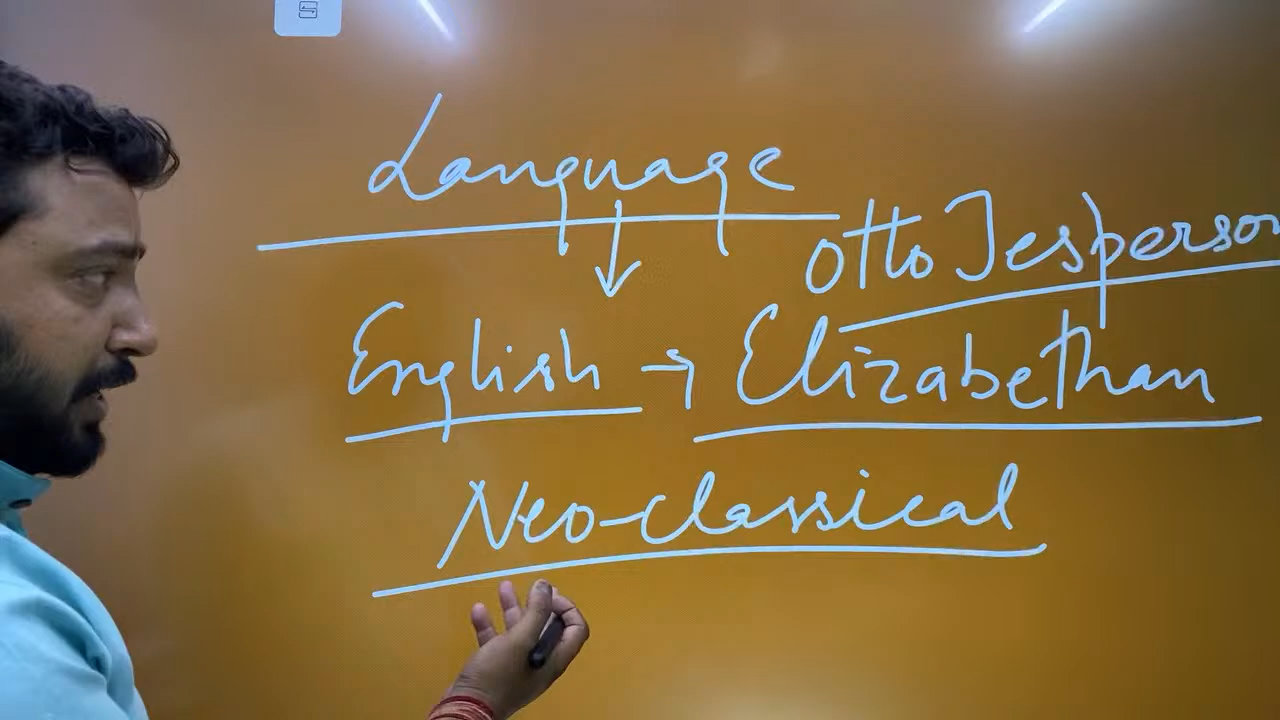 Language
Otto Jesperson
English → Elizabethan
Neo-classical